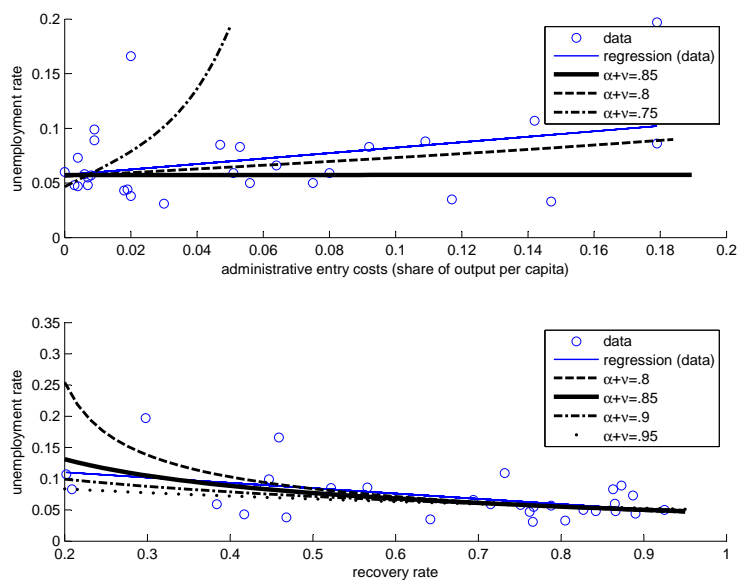 0.2
0.15
0.1
0.05
0
unemployment rate
data
regression (data)
α+ν=.85
α+ν=.8
α+ν=.75
0 0.02 0.04 0.06 0.08 0.1 0.12 0.14 0.16 0.18 0.2
administrative entry costs (share of output per capita)
0.35
0.3
0.25
0.2
0.15
0.1
0.05
0
unemployment rate
data
regression (data)
α+ν=.8
α+ν=.85
α+ν=.9
α+ν=.95
0.2 0.3 0.4 0.5 0.6 0.7 0.8 0.9 1
recovery rate